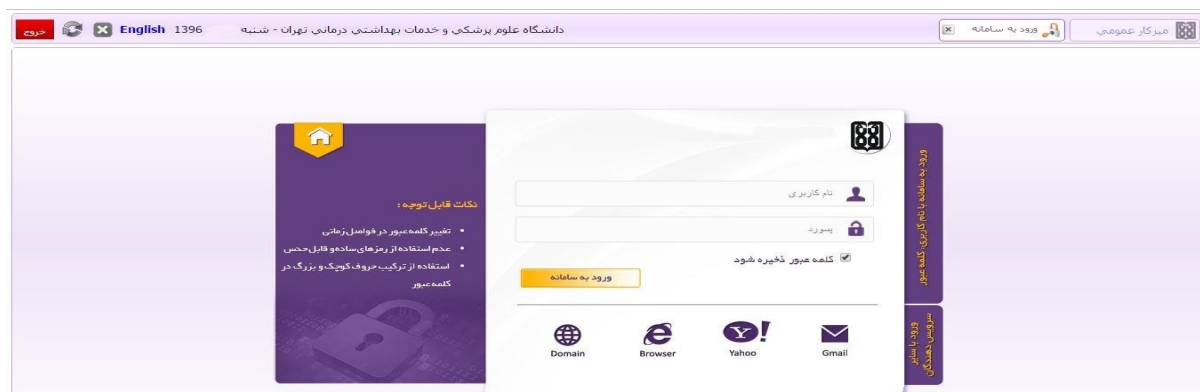 میزکار عمومی
ورود به سامانه
دانشگاه علوم پزشکی و خدمات بهداشتی درمانی تهران - شنبه
1396
English
خروج
ورود به سامانه با نام کاربری، کلمه عبور
ورود با سایر
سرویس دهندگان
نام کاربری
پسورد
کلمه عبور ذخیره شود
ورود به سامانه
Gmail
Yahoo
Browser
Domain
نکات قابل توجه :
تغییر کلمه عبور در فواصل زمانی
عدم استفاده از رمزهای ساده و قابل حدس
استفاده از ترکیب حروف کوچک و بزرگ در
کلمه عبور